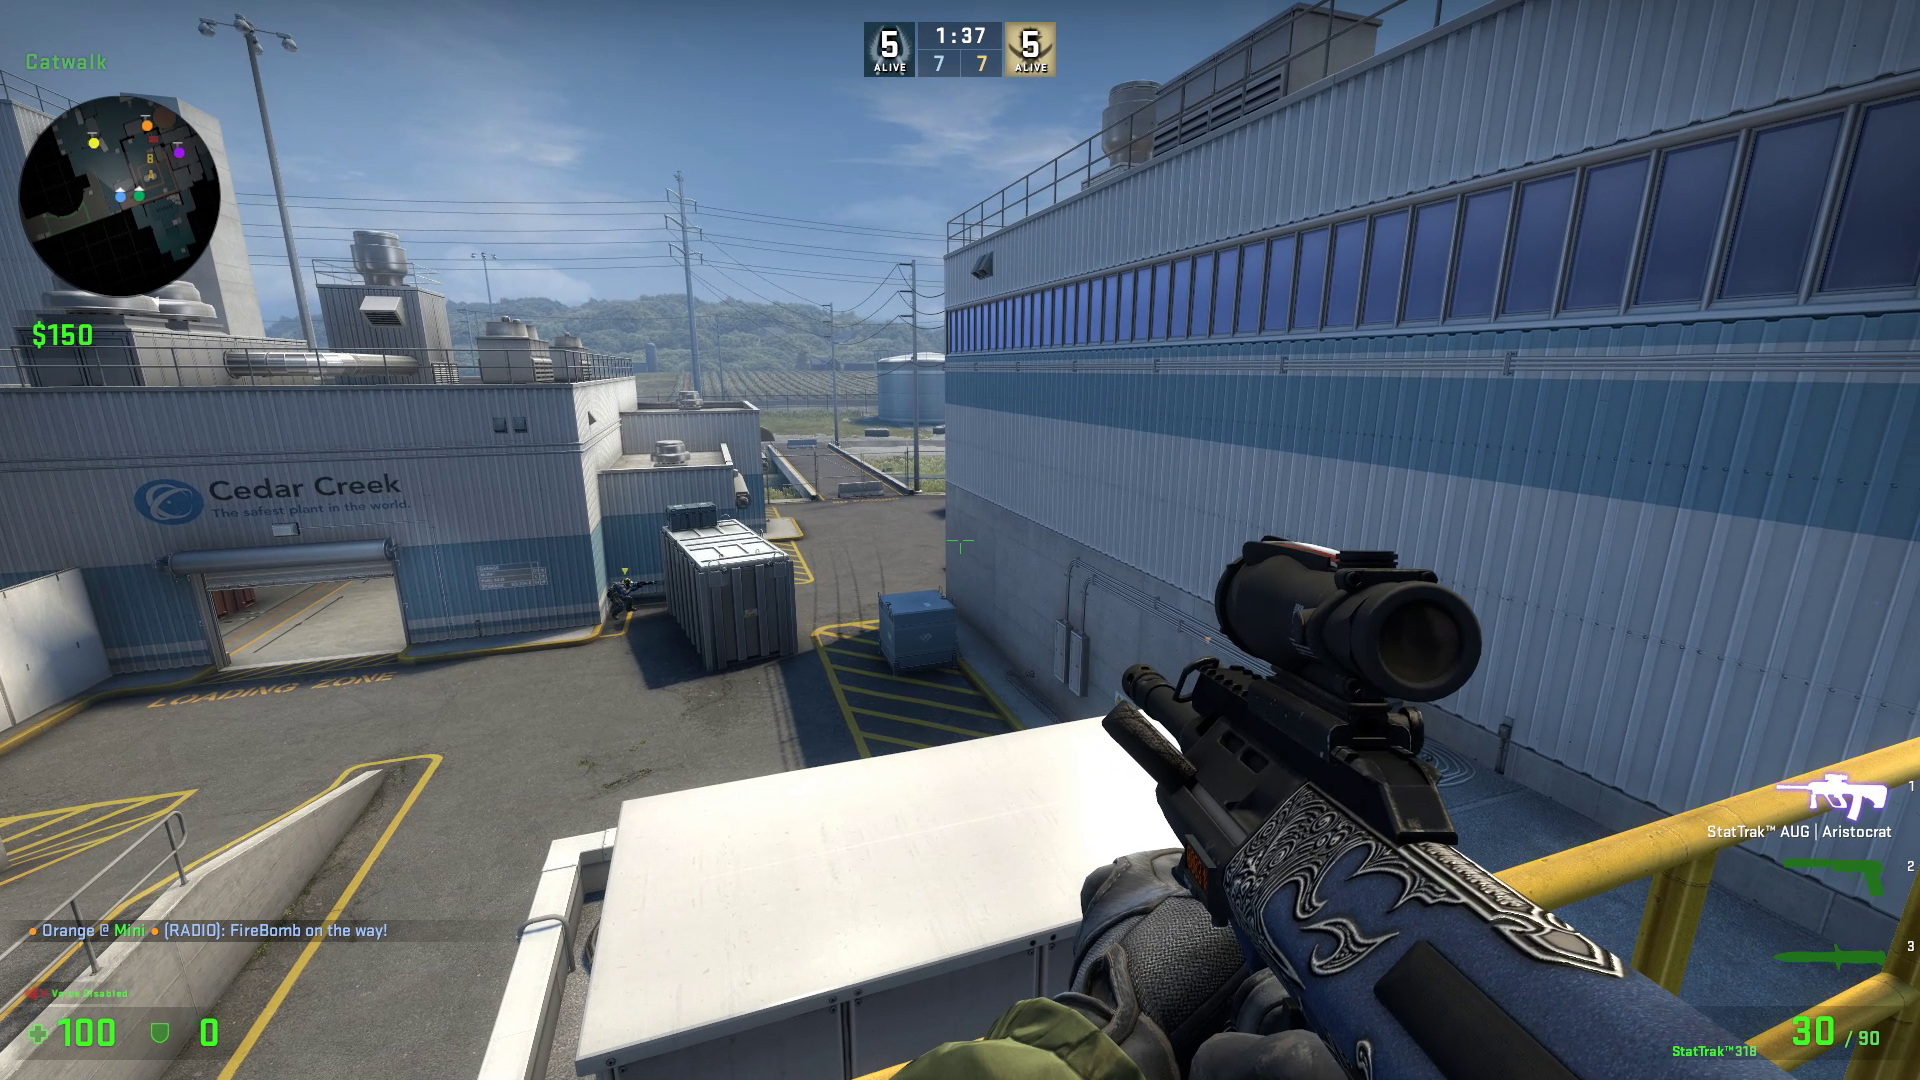 5
ALIVE
1:37
7 7
5
ALIVE
Catwalk
B
A
$150
Cedar Creek
The safest plant in the world.
LOADING ZONE
1
StatTrak™ AUG | Aristocrat
2
3
• Orange @ Mini • (RADIO): FireBomb on the way!
Voice Disabled
100 0
StatTrak™318
30 / 90